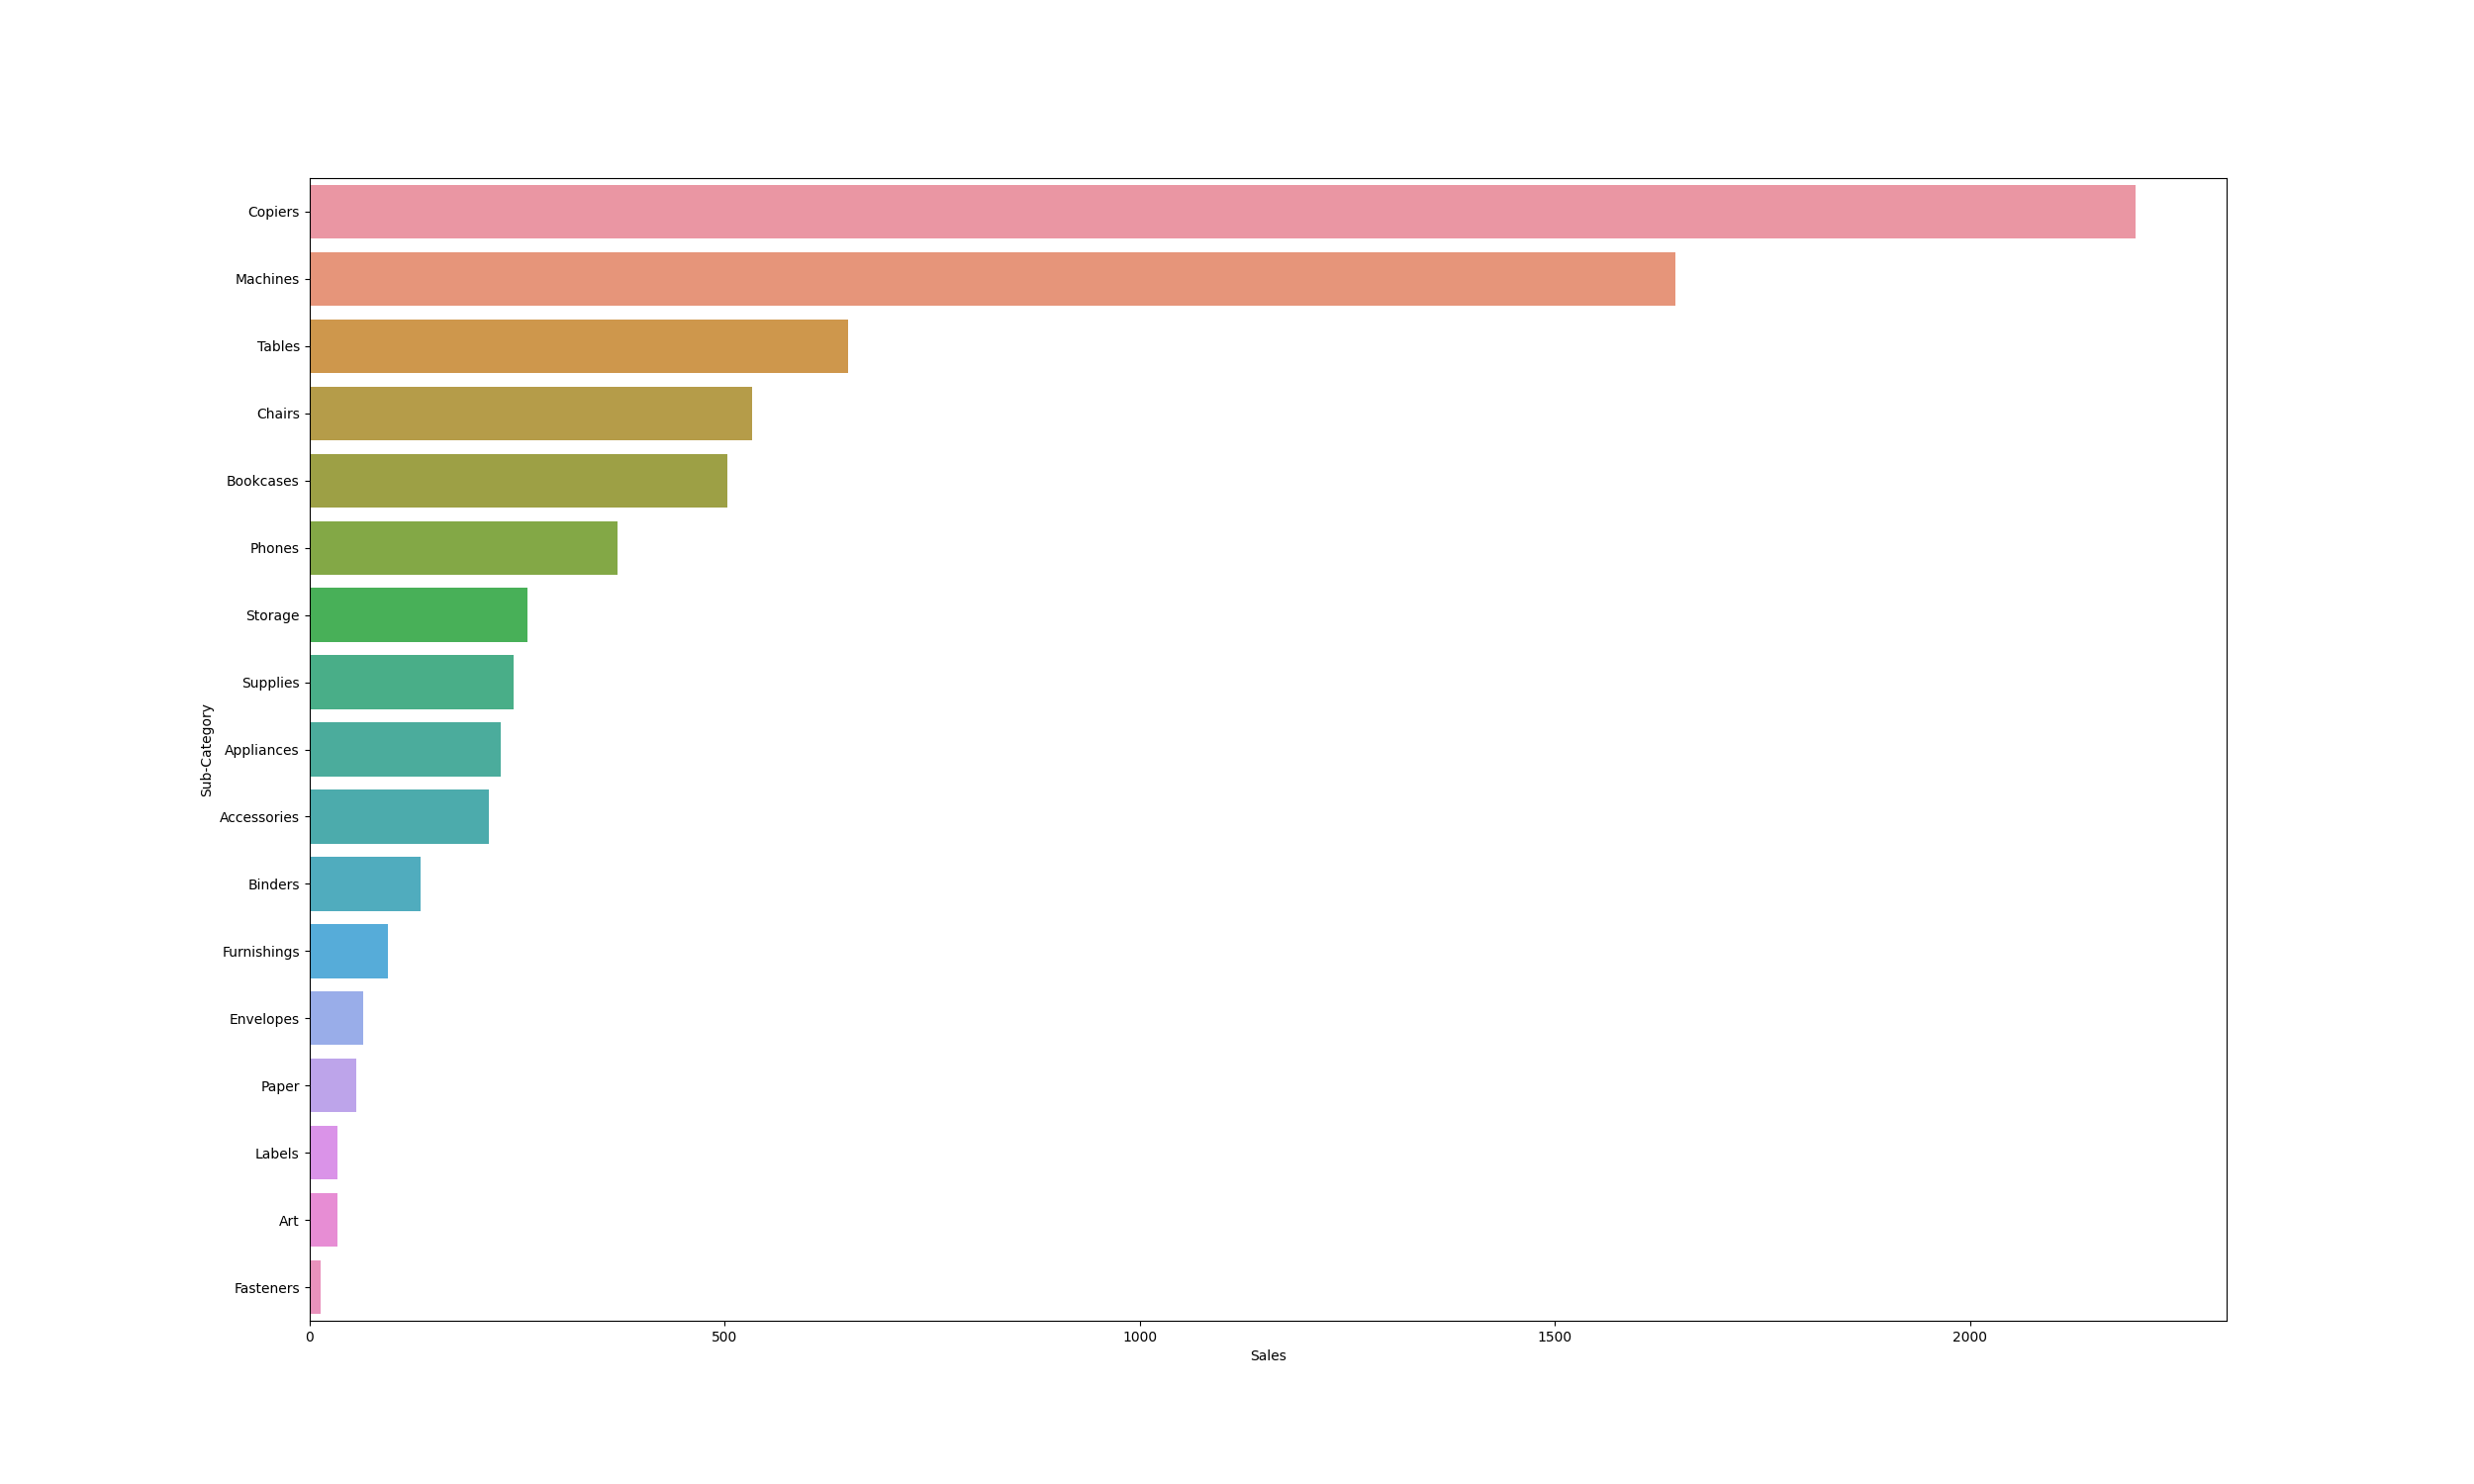 Copiers
Machines
Tables
Chairs
Bookcases
Phones
Storage
Supplies
Appliances
Accessories
Binders
Furnishings
Envelopes
Paper
Labels
Art
Fasteners
Sub-Category
0 500 1000 1500 2000
Sales